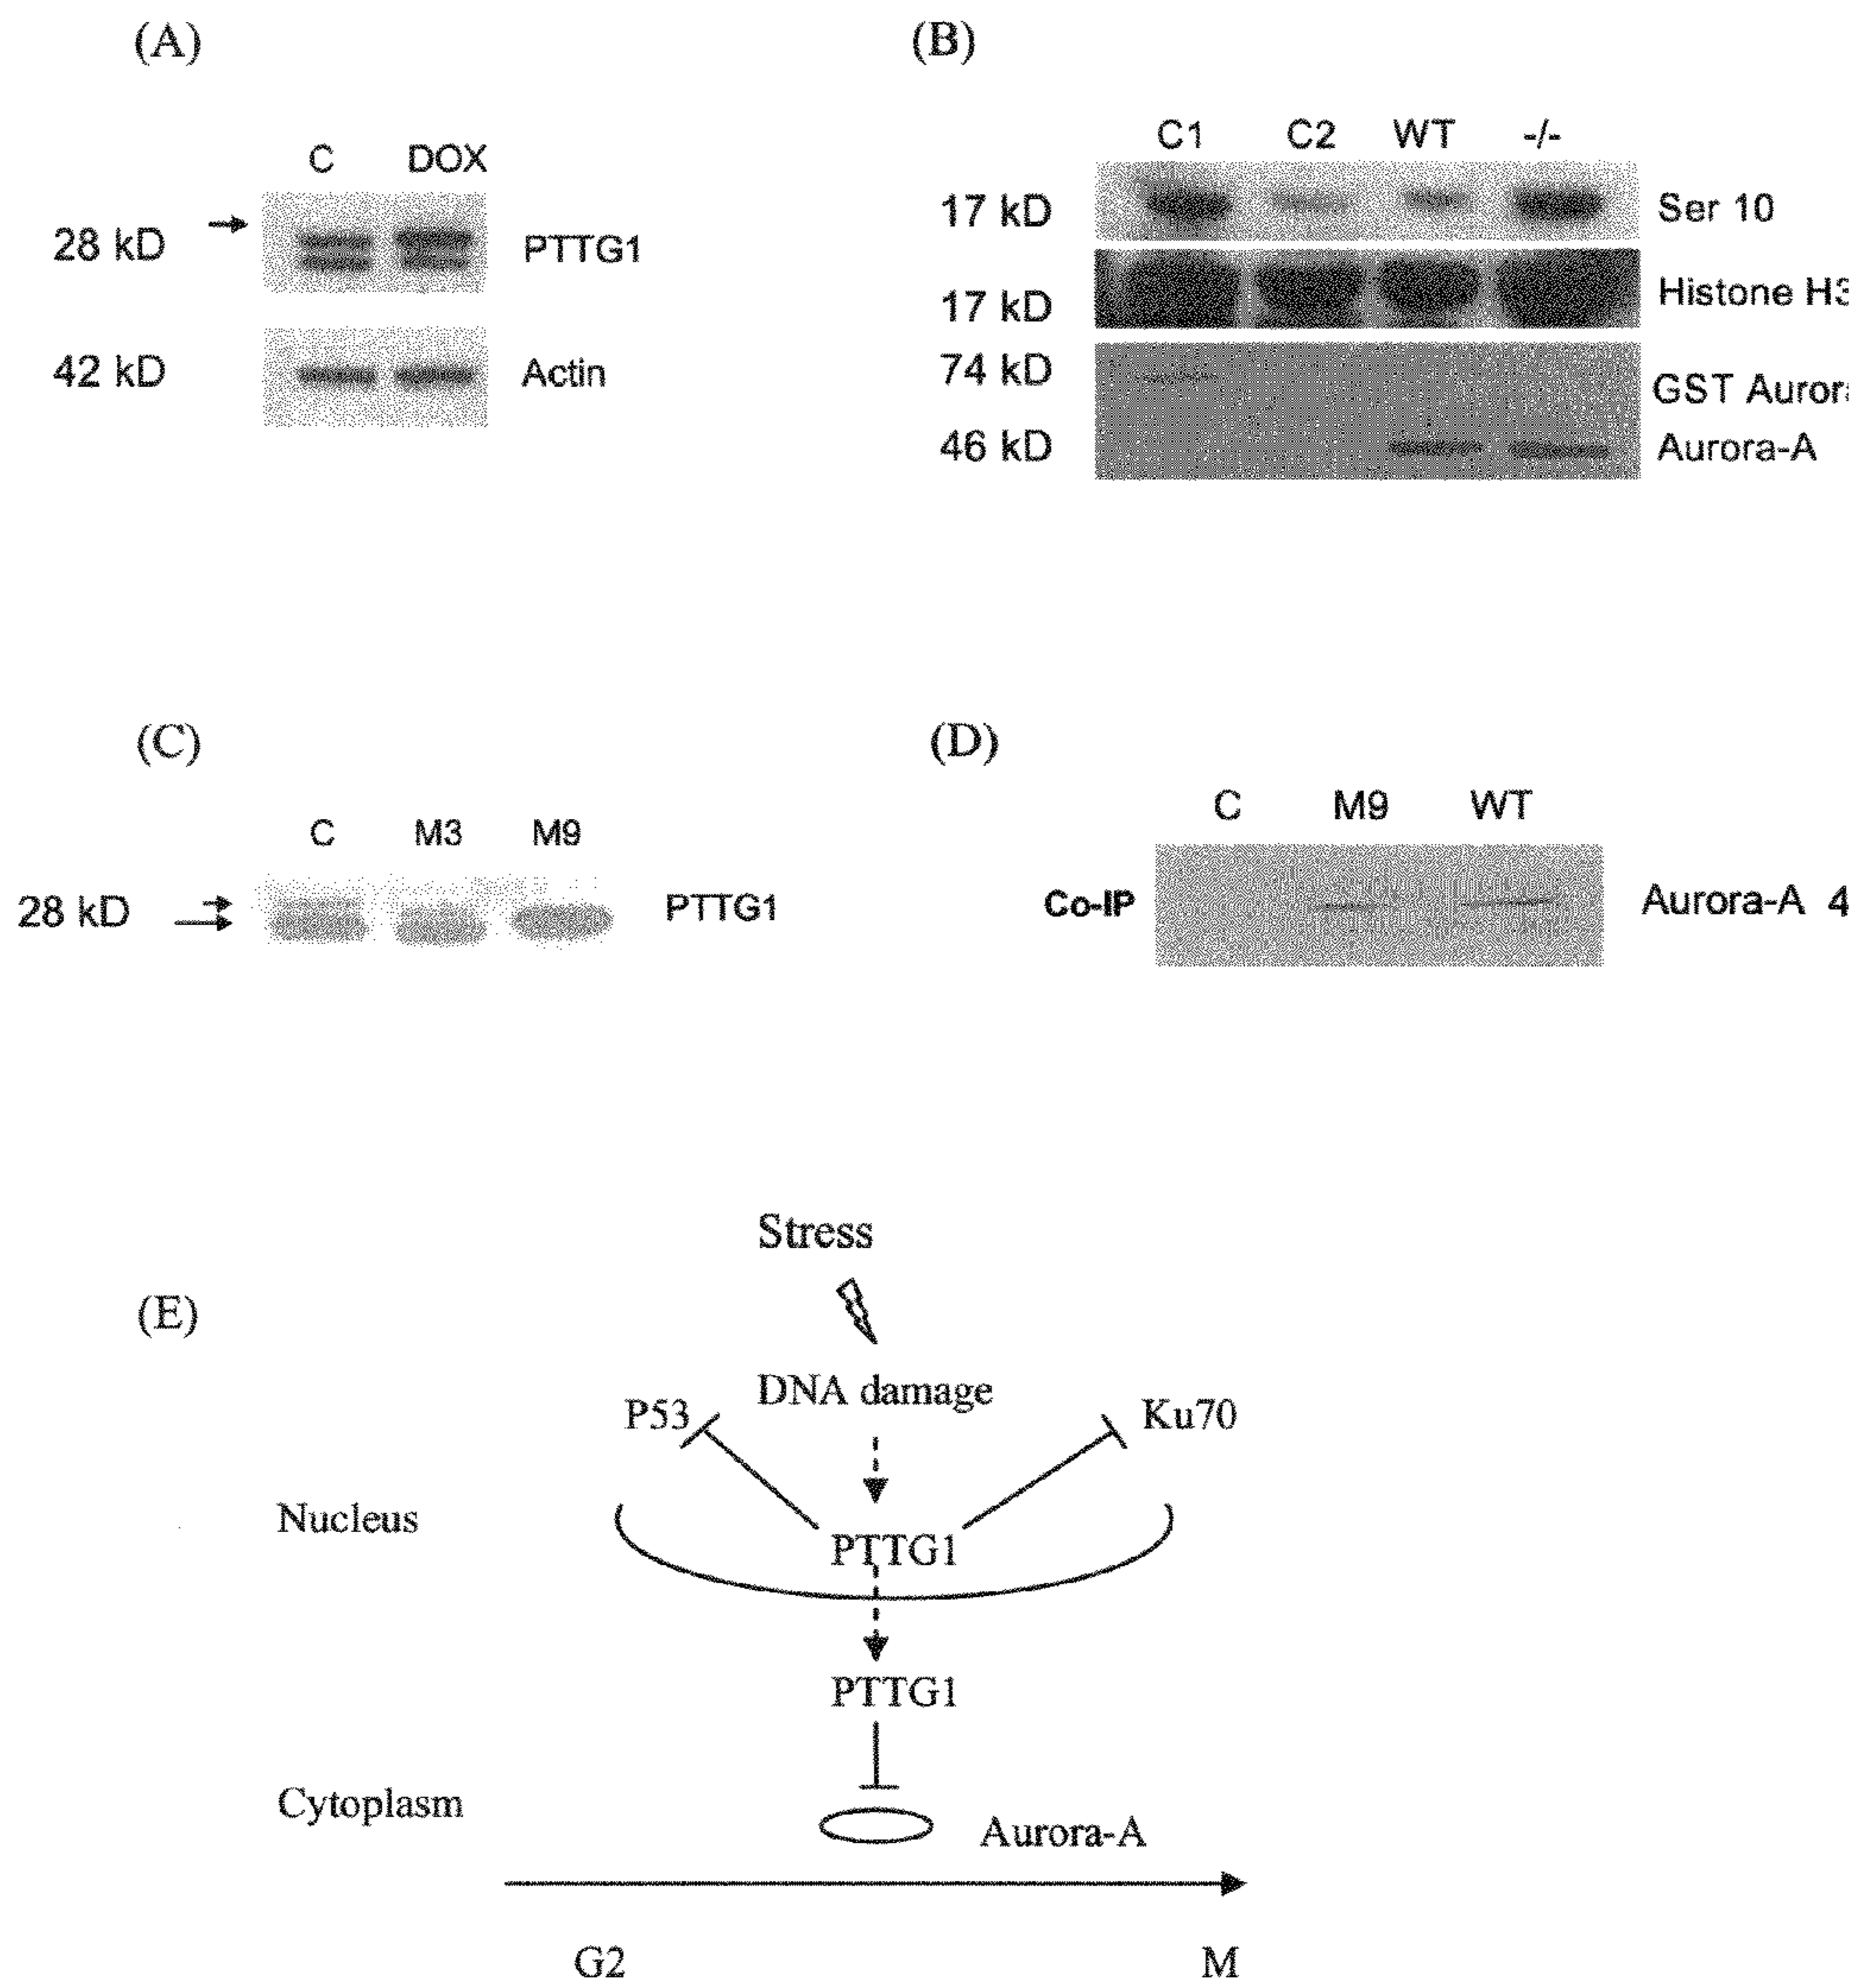 (A)
C DOX
28 kD PTTG1
42 kD Actin
(B)
C1 C2 WT -/-
17 kD Ser 10
17 kD Histone H3
74 kD GST
46 kD Aurora-A
(C)
C M3 M9
28 kD PTTG1
(D)
C M9 WT
Co-IP Aurora-A 4
(E)
Stress
DNA damage
P53 Ku70
Nucleus
PTTG1
PTTG1
Cytoplasm
Aurora-A
G2 M